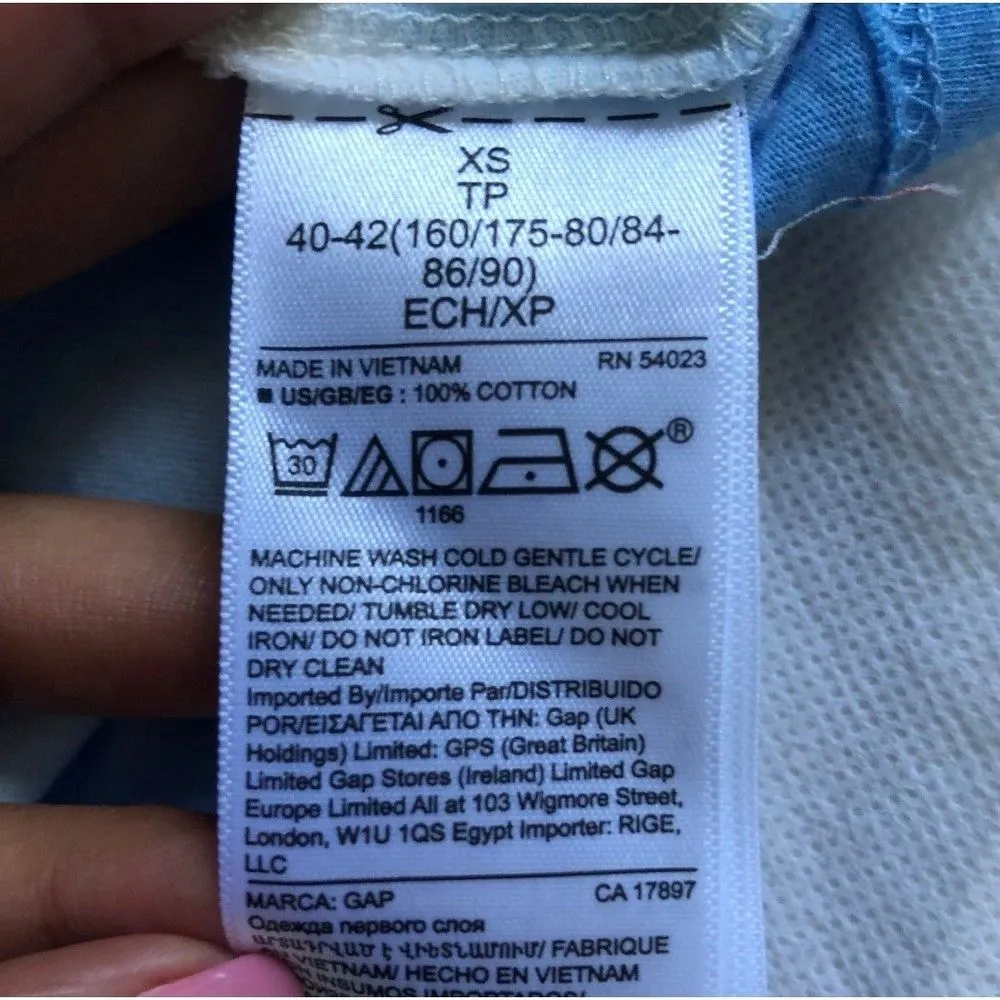 XS
TP
40-42(160/175-80/84-
86/90)
ECH/XP
MADE IN VIETNAM RN 54023
■ US/GB/EG : 100% COTTON
30
®
1166
MACHINE WASH COLD GENTLE CYCLE/
ONLY NON-CHLORINE BLEACH WHEN
NEEDED/ TUMBLE DRY LOW/ COOL
IRON/ DO NOT IRON LABEL/ DO NOT
DRY CLEAN
Imported By/Importe Par/DISTRIBUIDO
POR/ΕΙΣΑΓΕΤΑΙ ΑΠΟ ΤΗΝ: Gap (UK
Holdings) Limited: GPS (Great Britain)
Limited Gap Stores (Ireland) Limited Gap
Europe Limited All at 103 Wigmore Street,
London, W1U 1QS Egypt Importer: RIGE,
LLC
MARCA: GAP CA 17897
Одежда первого слоя
ԱՐՏԱԴՐՎԱԾ Է ՎԻԵՏՆԱՄՈՒՄ/ FABRIQUE
VIETNAM/ HECHO EN VIETNAM